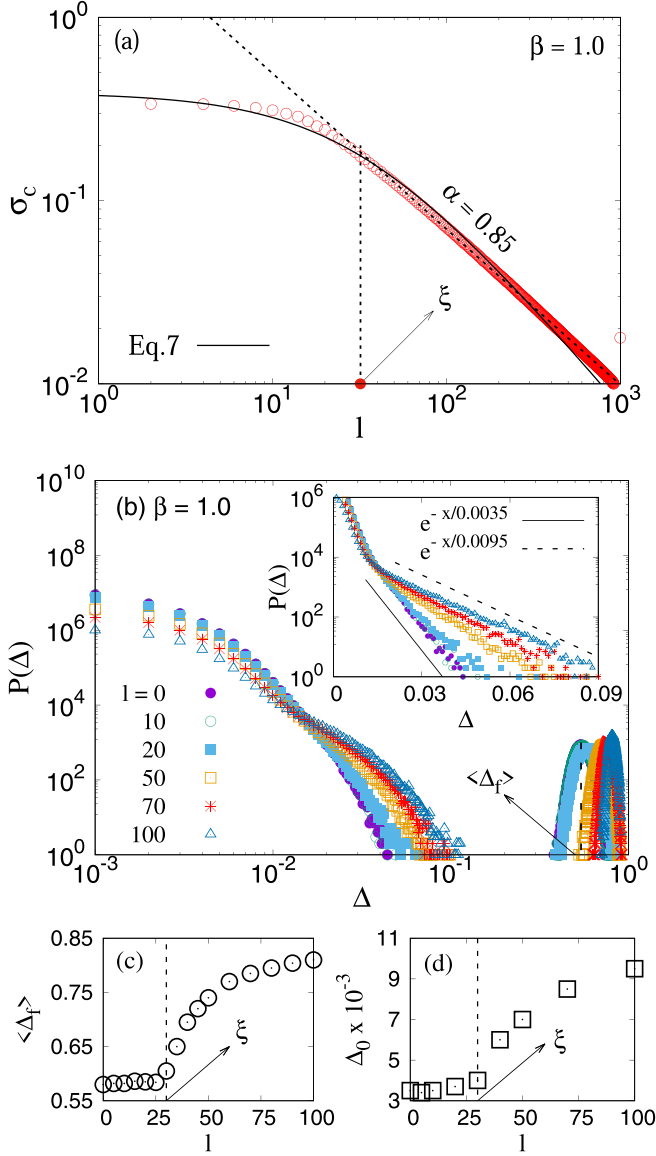 (a)
β = 1.0
10^0
10^-1
10^-2
σ_c
α = 0.85
ξ
Eq.7
10^0 10^1 10^2 10^3
l
(b) β = 1.0
10^10
10^8
10^6
10^4
10^2
10^0
P(Δ)
l = 0
10
20
50
70
100
10^6
10^4
10^2
10^0
P(Δ)
e^- x/0.0035
e^- x/0.0095
0 0.03 0.06 0.09
Δ
<Δ_f>
10^-3 10^-2 10^-1 10^0
Δ
(c)
0.85
0.75
0.65
0.55
<Δ_f>
ξ
0 25 50 75 100
l
(d)
11
9
7
5
3
Δ_0 x 10^-3
ξ
0 25 50 75 100
l